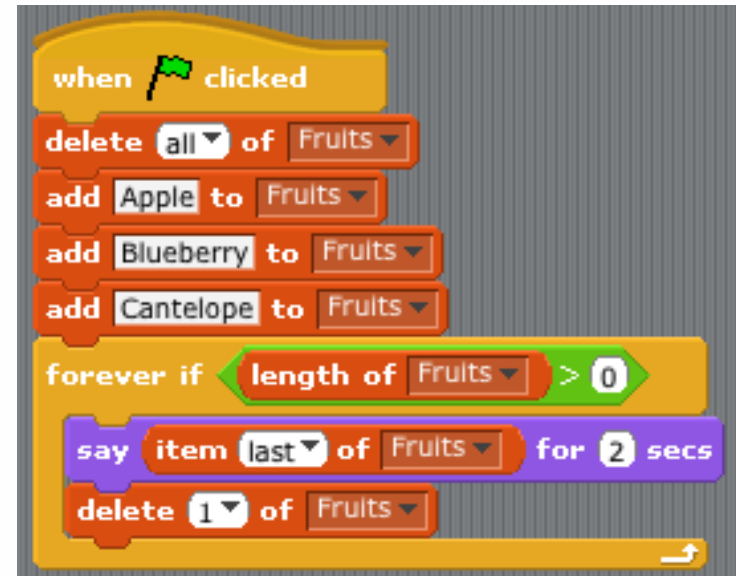 when clicked
delete all of Fruits
add Apple to Fruits
add Blueberry to Fruits
add Cantelope to Fruits
forever if length of Fruits > 0
say item last of Fruits for 2 secs
delete 1 of Fruits